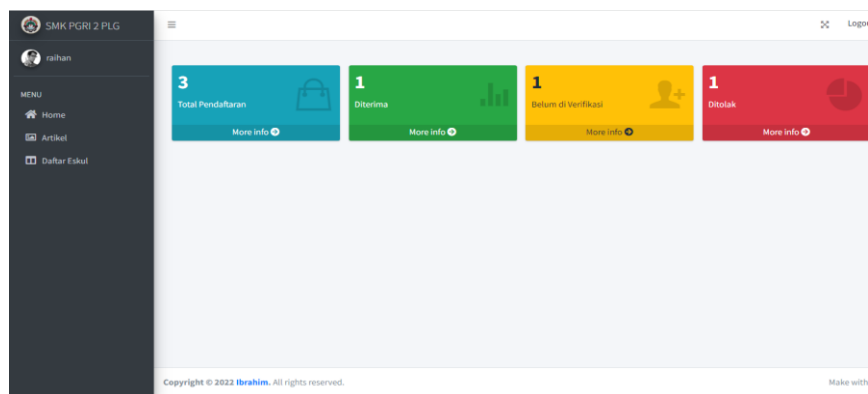 SMK PGRI 2 PLG
Logou
raihan
MENU
Home
Artikel
Daftar Eskul
3
Total Pendaftaran
More info
1
Diterima
More info
1
Belum di Verifikasi
More info
1
Ditolak
More info
Copyright © 2022 Ibrahim. All rights reserved.
Make with